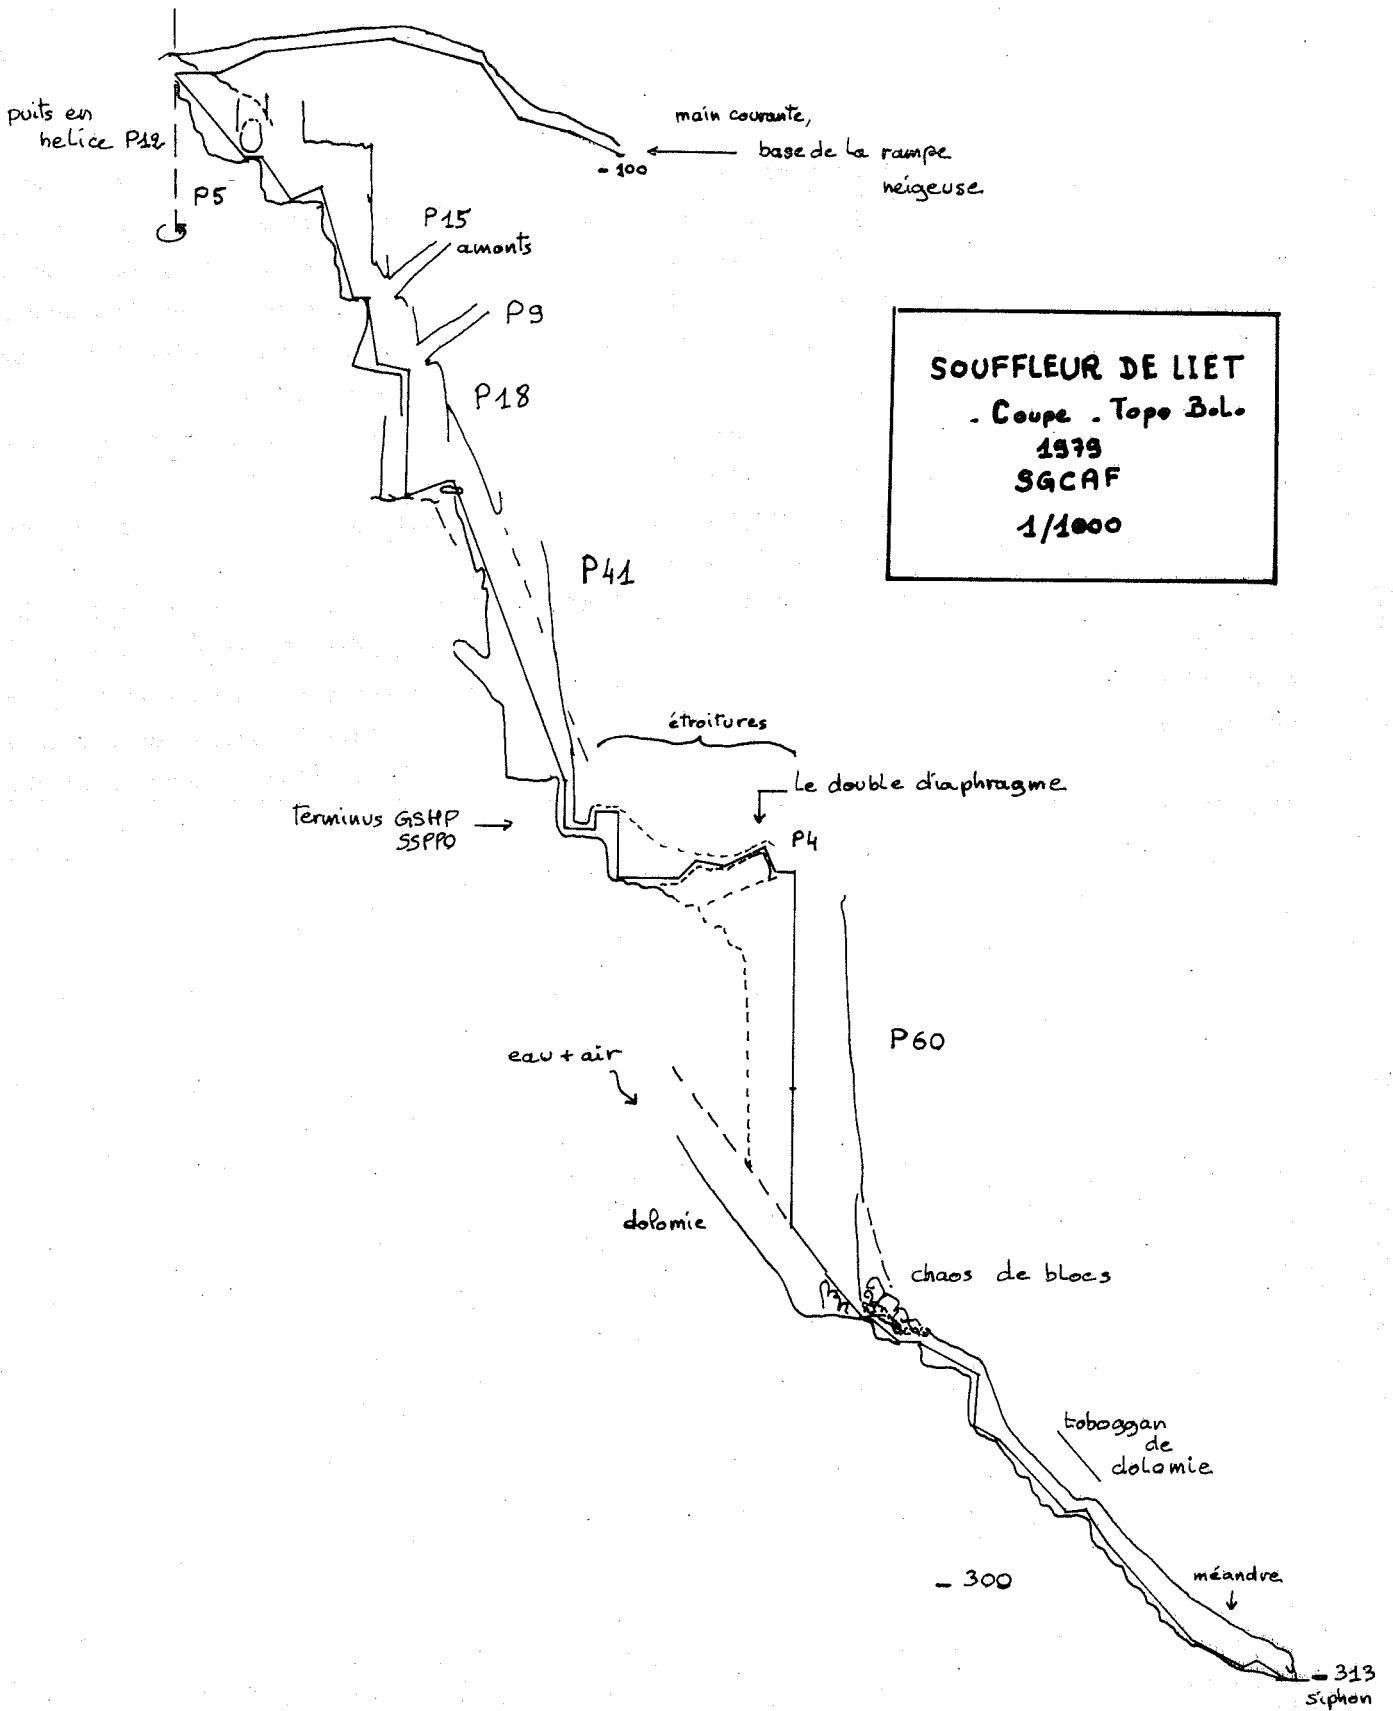 puits en
helice P12
P5
main courante,
base de la rampe
neigeuse
- 100
P15
amonts
P9
P18
SOUFFLEUR DE LIET
. Coupe . Topo B.L.
1979
SGCAF
1/1000
P41
étroitures
Le double diaphragme
Terminus GSHP
SSPPO
P4
eau + air
P60
dolomie
chaos de blocs
toboggan
de
dolomie
- 300
méandre
- 313
siphon